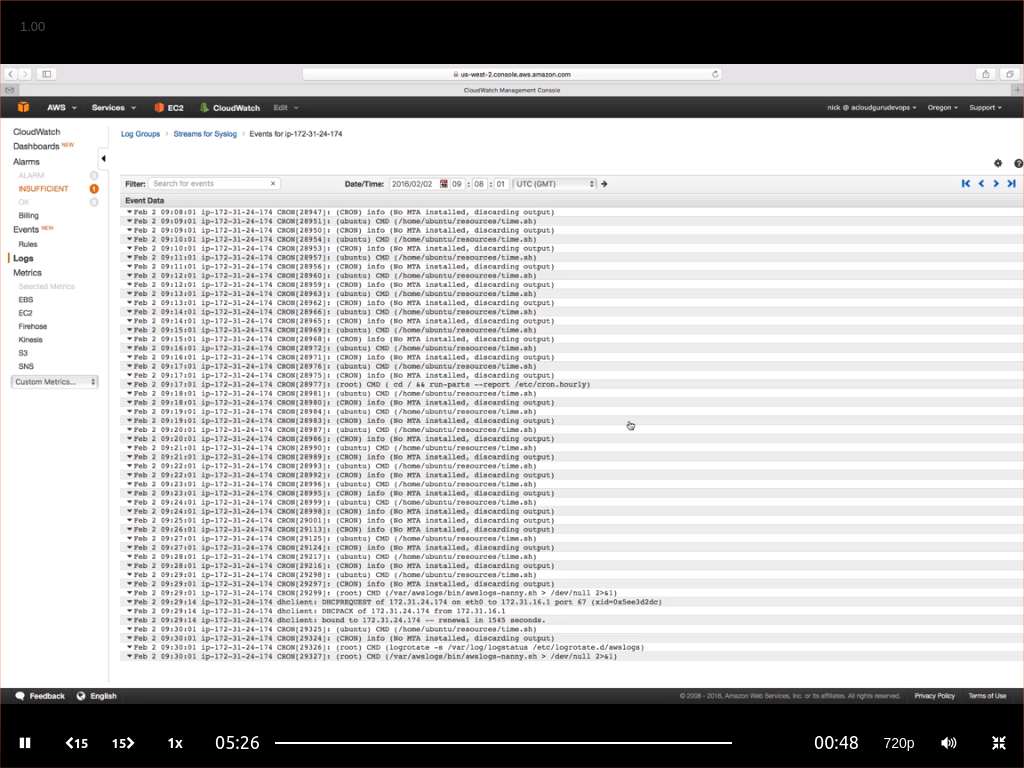 1.00
us-west-2.console.aws.amazon.com
CloudWatch Management Console
AWS Services EC2 CloudWatch Edit nick @ acloudgurudevops Oregon Support
CloudWatch
Dashboards NEW
Alarms
ALARM 0
INSUFFICIENT 1
OK 0
Billing
Events NEW
Rules
Logs
Metrics
Selected Metrics
EBS
EC2
Firehose
Kinesis
S3
SNS
Custom Metrics...
Log Groups > Streams for Syslog > Events for ip-172-31-24-174
Filter: Search for events × Date/Time: 2016/02/02 09 : 08 : 01 UTC (GMT)
Event Data
Feb 2 09:08:01 ip-172-31-24-174 CRON[28947]: (CRON) info (No MTA installed, discarding output)
Feb 2 09:09:01 ip-172-31-24-174 CRON[28951]: (ubuntu) CMD (/home/ubuntu/resources/time.sh)
Feb 2 09:09:01 ip-172-31-24-174 CRON[28950]: (CRON) info (No MTA installed, discarding output)
Feb 2 09:10:01 ip-172-31-24-174 CRON[28954]: (ubuntu) CMD (/home/ubuntu/resources/time.sh)
Feb 2 09:10:01 ip-172-31-24-174 CRON[28953]: (CRON) info (No MTA installed, discarding output)
Feb 2 09:11:01 ip-172-31-24-174 CRON[28957]: (ubuntu) CMD (/home/ubuntu/resources/time.sh)
Feb 2 09:11:01 ip-172-31-24-174 CRON[28956]: (CRON) info (No MTA installed, discarding output)
Feb 2 09:12:01 ip-172-31-24-174 CRON[28960]: (ubuntu) CMD (/home/ubuntu/resources/time.sh)
Feb 2 09:12:01 ip-172-31-24-174 CRON[28959]: (CRON) info (No MTA installed, discarding output)
Feb 2 09:13:01 ip-172-31-24-174 CRON[28963]: (ubuntu) CMD (/home/ubuntu/resources/time.sh)
Feb 2 09:13:01 ip-172-31-24-174 CRON[28962]: (CRON) info (No MTA installed, discarding output)
Feb 2 09:14:01 ip-172-31-24-174 CRON[28966]: (ubuntu) CMD (/home/ubuntu/resources/time.sh)
Feb 2 09:14:01 ip-172-31-24-174 CRON[28965]: (CRON) info (No MTA installed, discarding output)
Feb 2 09:15:01 ip-172-31-24-174 CRON[28969]: (ubuntu) CMD (/home/ubuntu/resources/time.sh)
Feb 2 09:15:01 ip-172-31-24-174 CRON[28968]: (CRON) info (No MTA installed, discarding output)
Feb 2 09:16:01 ip-172-31-24-174 CRON[28972]: (ubuntu) CMD (/home/ubuntu/resources/time.sh)
Feb 2 09:16:01 ip-172-31-24-174 CRON[28971]: (CRON) info (No MTA installed, discarding output)
Feb 2 09:17:01 ip-172-31-24-174 CRON[28976]: (ubuntu) CMD (/home/ubuntu/resources/time.sh)
Feb 2 09:17:01 ip-172-31-24-174 CRON[28975]: (CRON) info (No MTA installed, discarding output)
Feb 2 09:17:01 ip-172-31-24-174 CRON[28977]: (root) CMD ( cd / && run-parts --report /etc/cron.hourly)
Feb 2 09:18:01 ip-172-31-24-174 CRON[28981]: (ubuntu) CMD (/home/ubuntu/resources/time.sh)
Feb 2 09:18:01 ip-172-31-24-174 CRON[28980]: (CRON) info (No MTA installed, discarding output)
Feb 2 09:19:01 ip-172-31-24-174 CRON[28984]: (ubuntu) CMD (/home/ubuntu/resources/time.sh)
Feb 2 09:19:01 ip-172-31-24-174 CRON[28983]: (CRON) info (No MTA installed, discarding output)
Feb 2 09:20:01 ip-172-31-24-174 CRON[28987]: (ubuntu) CMD (/home/ubuntu/resources/time.sh)
Feb 2 09:20:01 ip-172-31-24-174 CRON[28986]: (CRON) info (No MTA installed, discarding output)
Feb 2 09:21:01 ip-172-31-24-174 CRON[28990]: (ubuntu) CMD (/home/ubuntu/resources/time.sh)
Feb 2 09:21:01 ip-172-31-24-174 CRON[28989]: (CRON) info (No MTA installed, discarding output)
Feb 2 09:22:01 ip-172-31-24-174 CRON[28993]: (ubuntu) CMD (/home/ubuntu/resources/time.sh)
Feb 2 09:22:01 ip-172-31-24-174 CRON[28992]: (CRON) info (No MTA installed, discarding output)
Feb 2 09:23:01 ip-172-31-24-174 CRON[28996]: (ubuntu) CMD (/home/ubuntu/resources/time.sh)
Feb 2 09:23:01 ip-172-31-24-174 CRON[28995]: (CRON) info (No MTA installed, discarding output)
Feb 2 09:24:01 ip-172-31-24-174 CRON[28999]: (ubuntu) CMD (/home/ubuntu/resources/time.sh)
Feb 2 09:24:01 ip-172-31-24-174 CRON[28998]: (CRON) info (No MTA installed, discarding output)
Feb 2 09:25:01 ip-172-31-24-174 CRON[29001]: (CRON) info (No MTA installed, discarding output)
Feb 2 09:26:01 ip-172-31-24-174 CRON[29113]: (CRON) info (No MTA installed, discarding output)
Feb 2 09:27:01 ip-172-31-24-174 CRON[29125]: (ubuntu) CMD (/home/ubuntu/resources/time.sh)
Feb 2 09:27:01 ip-172-31-24-174 CRON[29124]: (CRON) info (No MTA installed, discarding output)
Feb 2 09:28:01 ip-172-31-24-174 CRON[29217]: (ubuntu) CMD (/home/ubuntu/resources/time.sh)
Feb 2 09:28:01 ip-172-31-24-174 CRON[29216]: (CRON) info (No MTA installed, discarding output)
Feb 2 09:29:01 ip-172-31-24-174 CRON[29298]: (ubuntu) CMD (/home/ubuntu/resources/time.sh)
Feb 2 09:29:01 ip-172-31-24-174 CRON[29297]: (CRON) info (No MTA installed, discarding output)
Feb 2 09:29:01 ip-172-31-24-174 CRON[29299]: (root) CMD (/var/awslogs/bin/awslogs-nanny.sh > /dev/null 2>&1)
Feb 2 09:29:14 ip-172-31-24-174 dhclient: DHCPREQUEST of 172.31.24.174 on eth0 to 172.31.16.1 port 67 (xid=0x5ee3d2dc)
Feb 2 09:29:14 ip-172-31-24-174 dhclient: DHCPACK of 172.31.24.174 from 172.31.16.1
Feb 2 09:29:14 ip-172-31-24-174 dhclient: bound to 172.31.24.174 -- renewal in 1545 seconds.
Feb 2 09:30:01 ip-172-31-24-174 CRON[29325]: (ubuntu) CMD (/home/ubuntu/resources/time.sh)
Feb 2 09:30:01 ip-172-31-24-174 CRON[29324]: (CRON) info (No MTA installed, discarding output)
Feb 2 09:30:01 ip-172-31-24-174 CRON[29326]: (root) CMD (logrotate -s /var/log/logstatus /etc/logrotate.d/awslogs)
Feb 2 09:30:01 ip-172-31-24-174 CRON[29327]: (root) CMD (/var/awslogs/bin/awslogs-nanny.sh > /dev/null 2>&1)
Feedback English © 2008 - 2016, Amazon Web Services, Inc. or its affiliates. All rights reserved. Privacy Policy Terms of Use
15 15 1x 05:26 00:48 720p